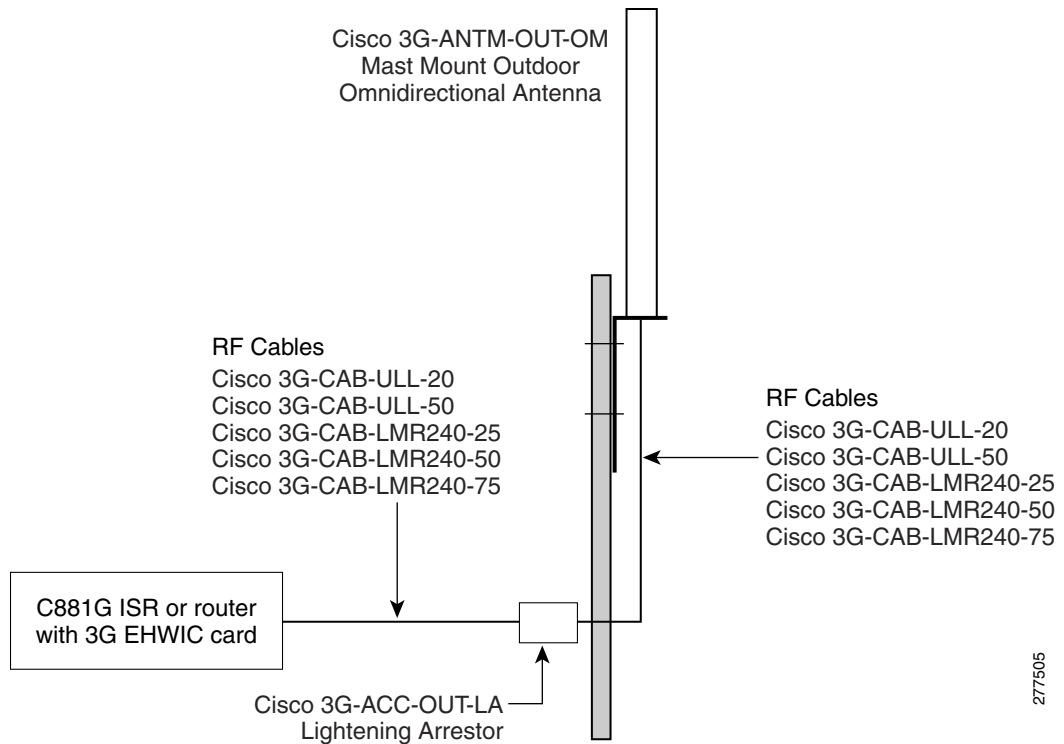 Cisco 3G-ANTM-OUT-OM
Mast Mount Outdoor
Omnidirectional Antenna
RF Cables
Cisco 3G-CAB-ULL-20
Cisco 3G-CAB-ULL-50
Cisco 3G-CAB-LMR240-25
Cisco 3G-CAB-LMR240-50
Cisco 3G-CAB-LMR240-75
RF Cables
Cisco 3G-CAB-ULL-20
Cisco 3G-CAB-ULL-50
Cisco 3G-CAB-LMR240-25
Cisco 3G-CAB-LMR240-50
Cisco 3G-CAB-LMR240-75
C881G ISR or router
with 3G EHWIC card
Cisco 3G-ACC-OUT-LA
Lightening Arrestor
277505